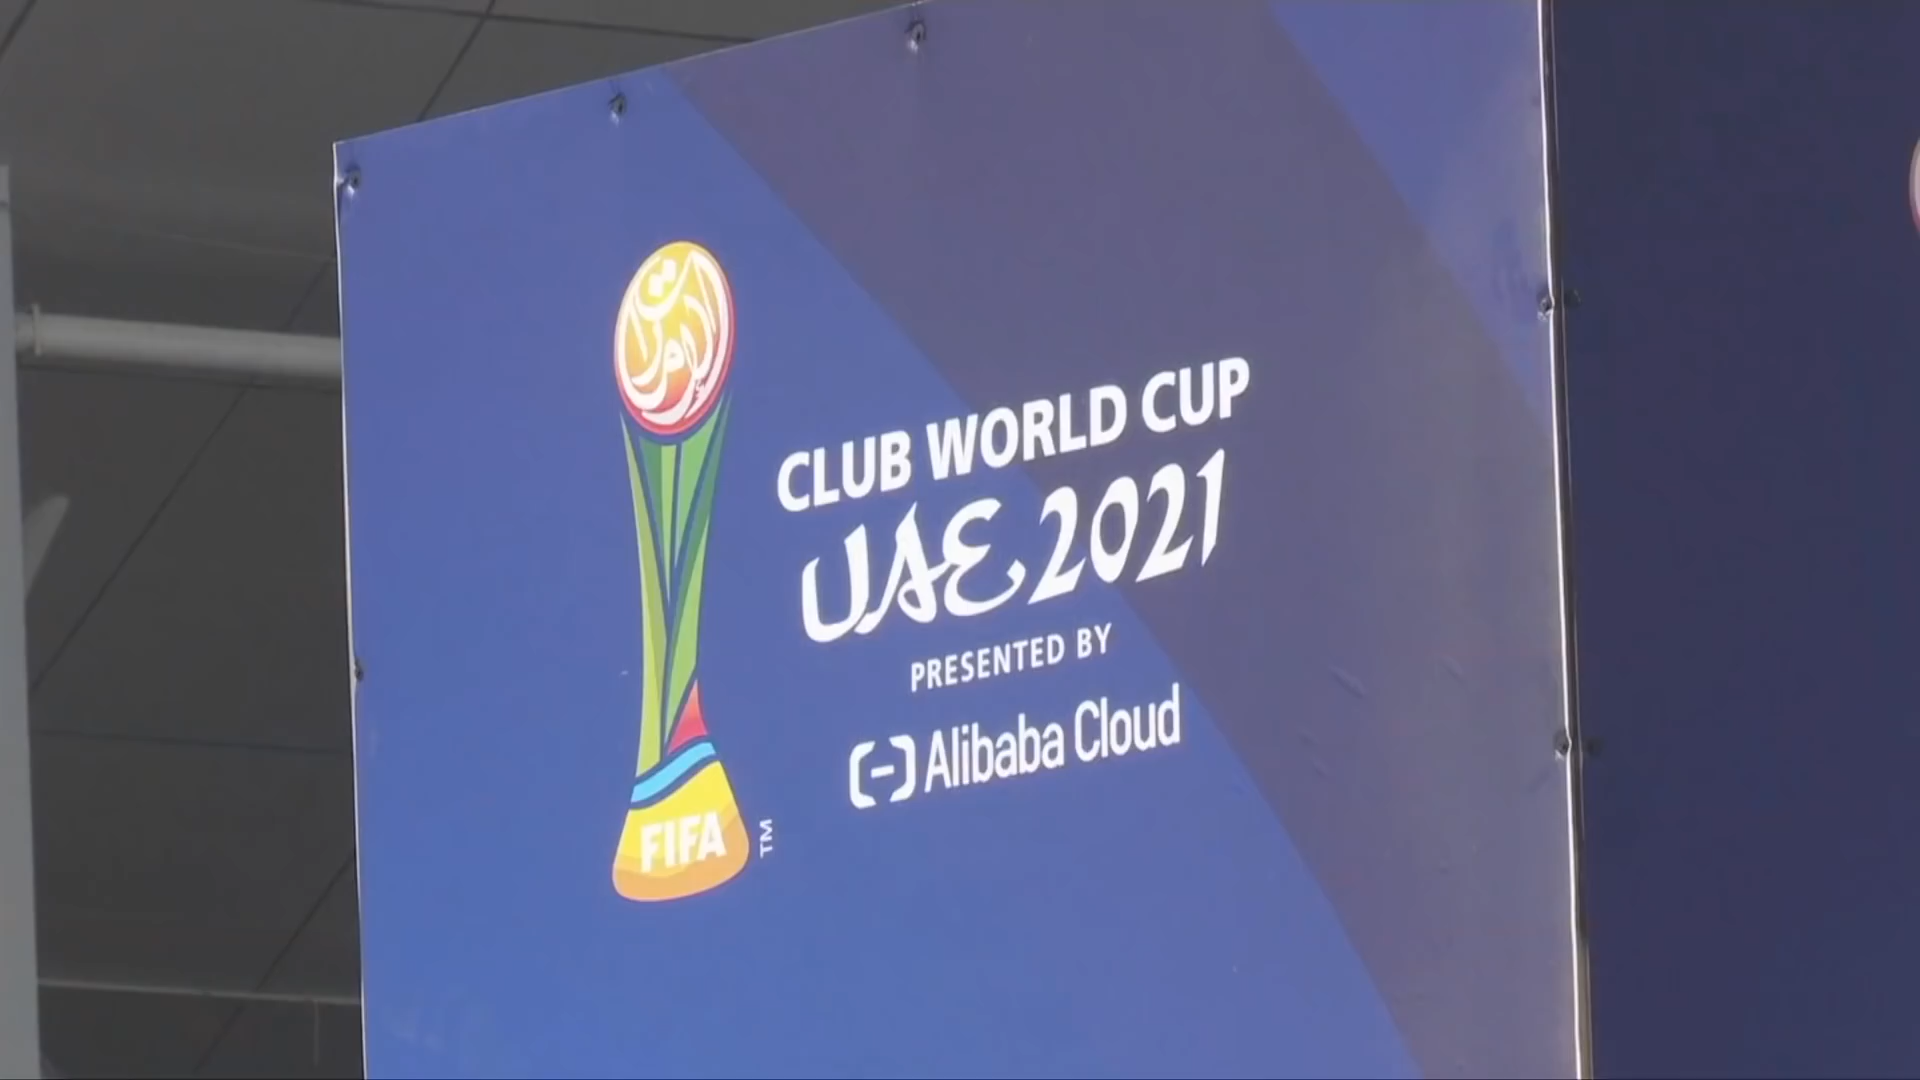 CLUB WORLD CUP
UAE 2021
PRESENTED BY
Alibaba Cloud
FIFA
TM